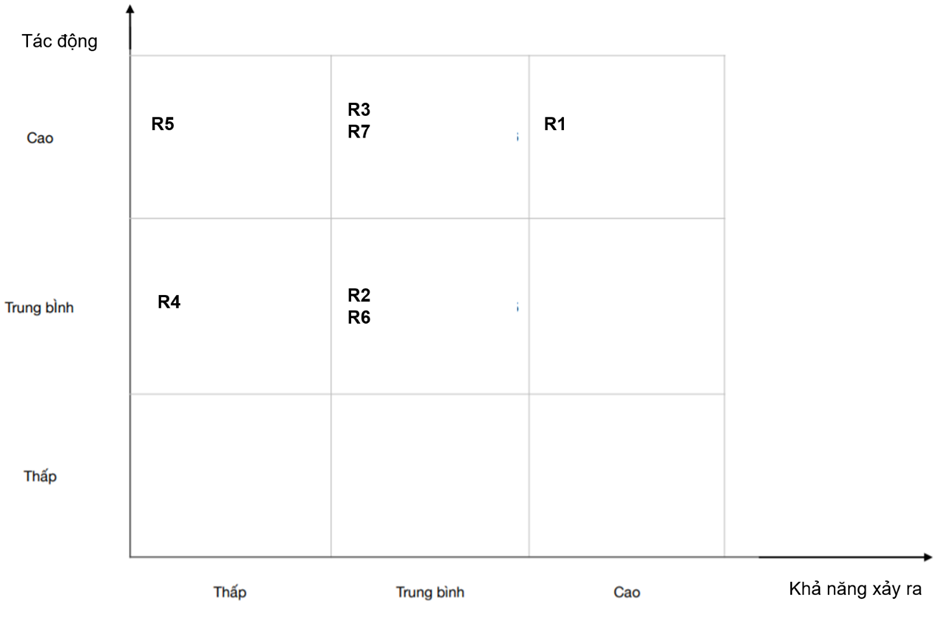 Tác động
Cao
R5
R3
R7
R1
Trung bình
R4
R2
R6
Thấp
Thấp
Trung bình
Cao
Khả năng xảy ra